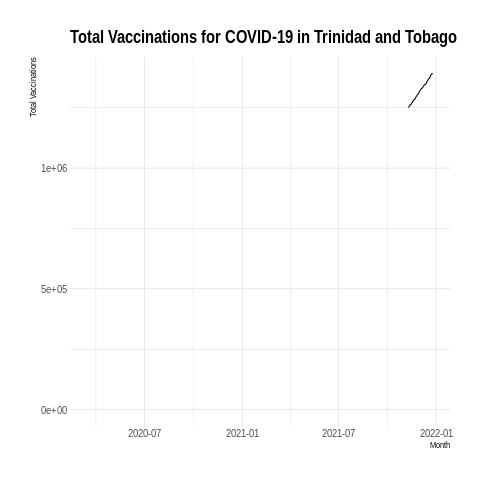 Total Vaccinations for COVID-19 in Trinidad and Tobago
Total Vaccinations
1e+06
5e+05
0e+00
2020-07
2021-01
2021-07
2022-01
Month